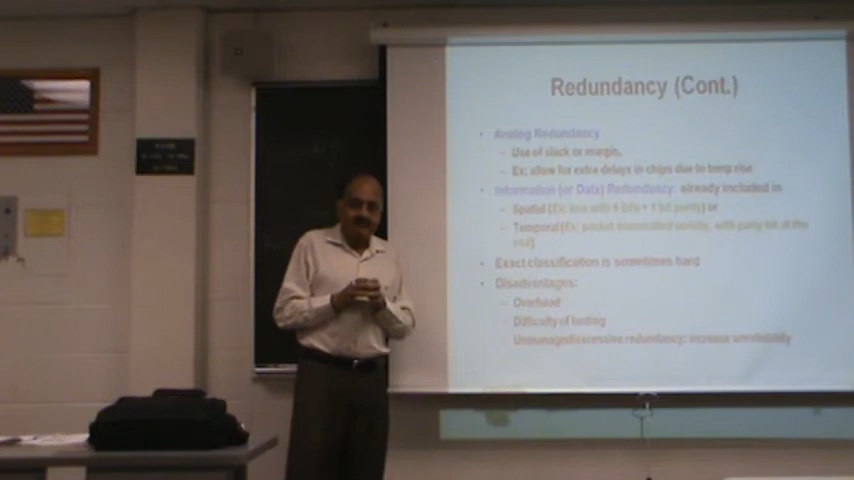 Redundancy (Cont.)
• Analog Redundancy
– Use of slack or margin.
– Ex: allow for extra delays in chips due to temp rise
• Information (or Data) Redundancy: already included in
– Spatial (Ex: bus with 8 bits + 1 bit parity) or
– Temporal (Ex: packet transmitted serially, with parity bit at the
end)
• Exact classification is sometimes hard
• Disadvantages:
– Overhead
– Difficulty of testing
– excessive redundancy: increase unreliability